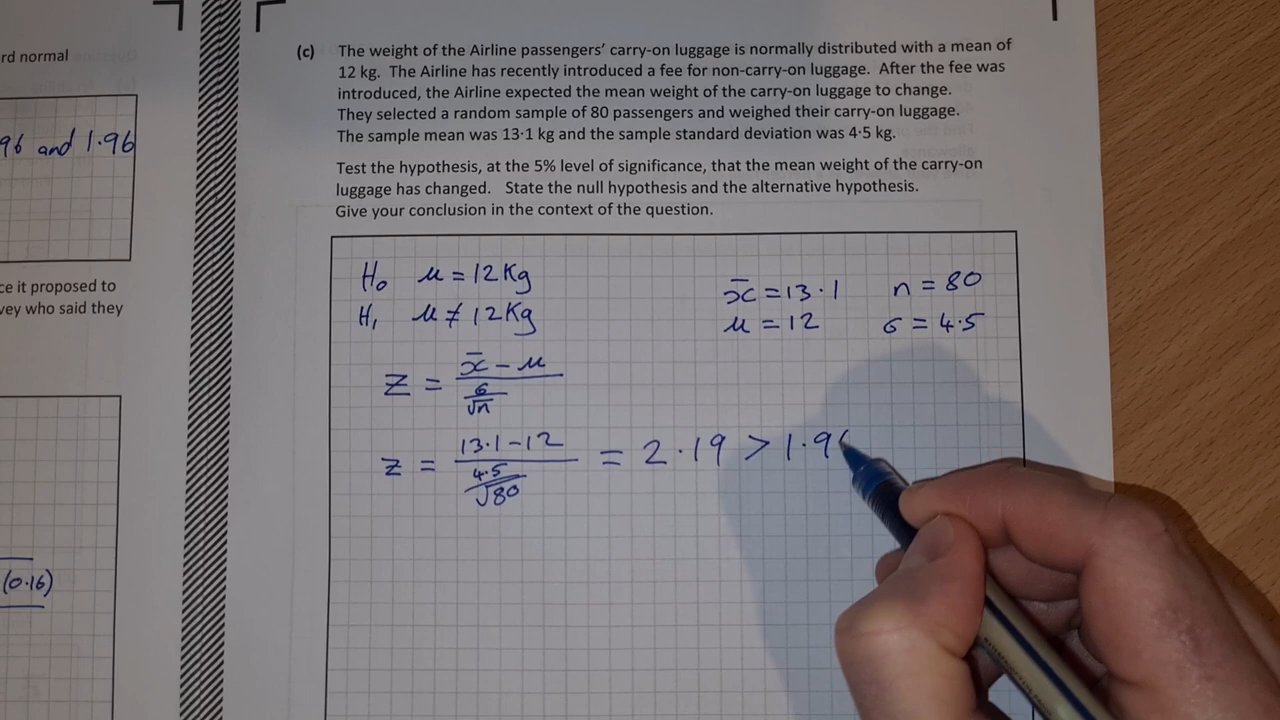 rd normal
96 and 1.96
ce it proposed to
vey who said they
(0.16)
(c) The weight of the Airline passengers' carry-on luggage is normally distributed with a mean of
12 kg. The Airline has recently introduced a fee for non-carry-on luggage. After the fee was
introduced, the Airline expected the mean weight of the carry-on luggage to change.
They selected a random sample of 80 passengers and weighed their carry-on luggage.
The sample mean was 13·1 kg and the sample standard deviation was 4·5 kg.
Test the hypothesis, at the 5% level of significance, that the mean weight of the carry-on
luggage has changed. State the null hypothesis and the alternative hypothesis.
Give your conclusion in the context of the question.
H₀ μ = 12 Kg
H₁ μ ≠ 12 Kg
x̄ = 13·1 n = 80
μ = 12 σ = 4·5
z = x̄ − μ
σ
√n
z = 13·1 − 12 = 2·19 > 1·96
4·5
√80